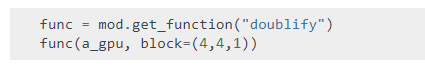 func = mod.get_function("doublify")
func(a_gpu, block=(4,4,1))